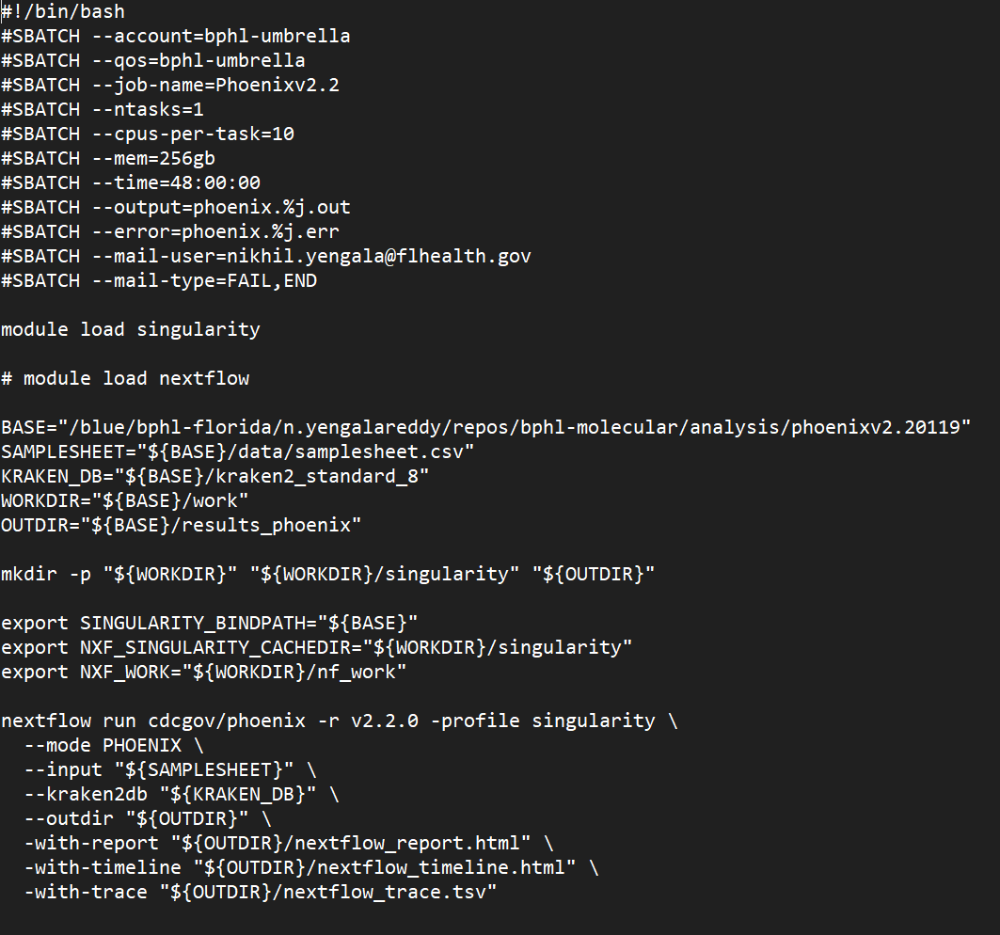 #!/bin/bash
#SBATCH --account=bphl-umbrella
#SBATCH --qos=bphl-umbrella
#SBATCH --job-name=Phoenixv2.2
#SBATCH --ntasks=1
#SBATCH --cpus-per-task=10
#SBATCH --mem=256gb
#SBATCH --time=48:00:00
#SBATCH --output=phoenix.%j.out
#SBATCH --error=phoenix.%j.err
#SBATCH --mail-user=nikhil.yengala@flhealth.gov
#SBATCH --mail-type=FAIL,END

module load singularity

# module load nextflow

BASE="/blue/bphl-florida/n.yengalareddy/repos/bphl-molecular/analysis/phoenixv2.20119"
SAMPLESHEET="${BASE}/data/samplesheet.csv"
KRAKEN_DB="${BASE}/kraken2_standard_8"
WORKDIR="${BASE}/work"
OUTDIR="${BASE}/results_phoenix"

mkdir -p "${WORKDIR}" "${WORKDIR}/singularity" "${OUTDIR}"

export SINGULARITY_BINDPATH="${BASE}"
export NXF_SINGULARITY_CACHEDIR="${WORKDIR}/singularity"
export NXF_WORK="${WORKDIR}/nf_work"

nextflow run cdcgov/phoenix -r v2.2.0 -profile singularity \
  --mode PHOENIX \
  --input "${SAMPLESHEET}" \
  --kraken2db "${KRAKEN_DB}" \
  --outdir "${OUTDIR}" \
  -with-report "${OUTDIR}/nextflow_report.html" \
  -with-timeline "${OUTDIR}/nextflow_timeline.html" \
  -with-trace "${OUTDIR}/nextflow_trace.tsv"